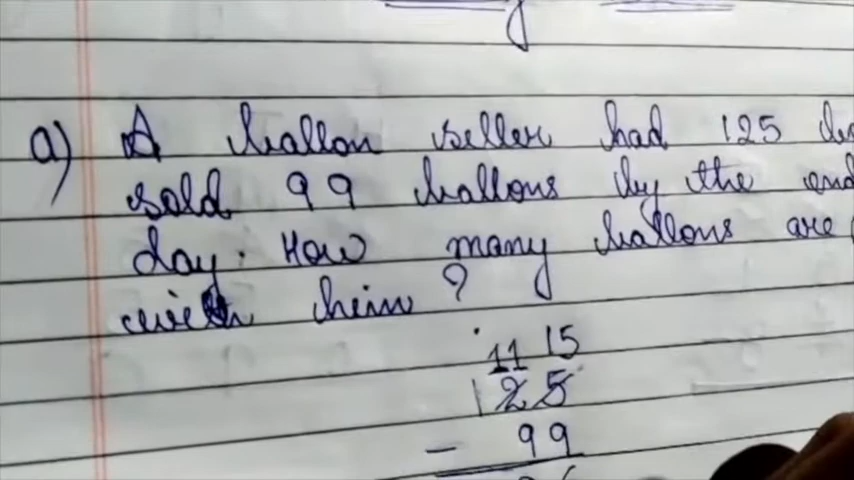 a) A ballon seller had 125
sold 99 ballons by the end
day. How many ballons are
with him?
11 15
125
- 99